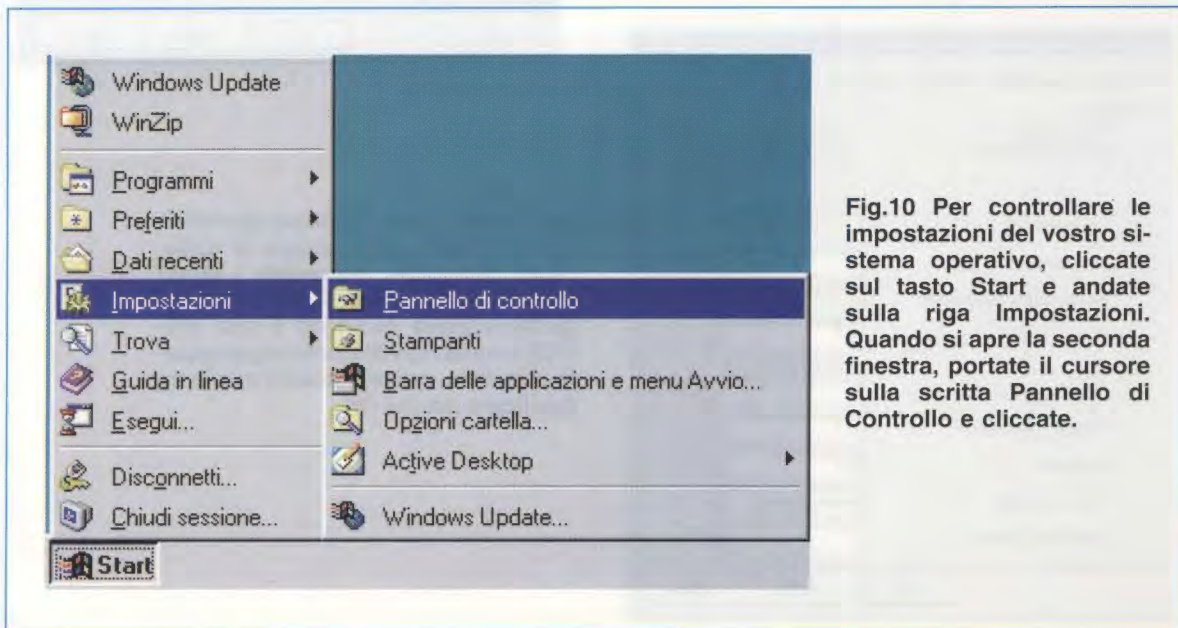 Windows Update
WinZip
Programmi
Preferiti
Dati recenti
Impostazioni
Trova
Guida in linea
Esegui...
Disconnetti...
Chiudi sessione...
Start
Pannello di controllo
Stampanti
Barra delle applicazioni e menu Avvio...
Opzioni cartella...
Active Desktop
Windows Update...
Fig.10 Per controllare le
impostazioni del vostro si-
stema operativo, cliccate
sul tasto Start e andate
sulla riga Impostazioni.
Quando si apre la seconda
finestra, portate il cursore
sulla scritta Pannello di
Controllo e cliccate.